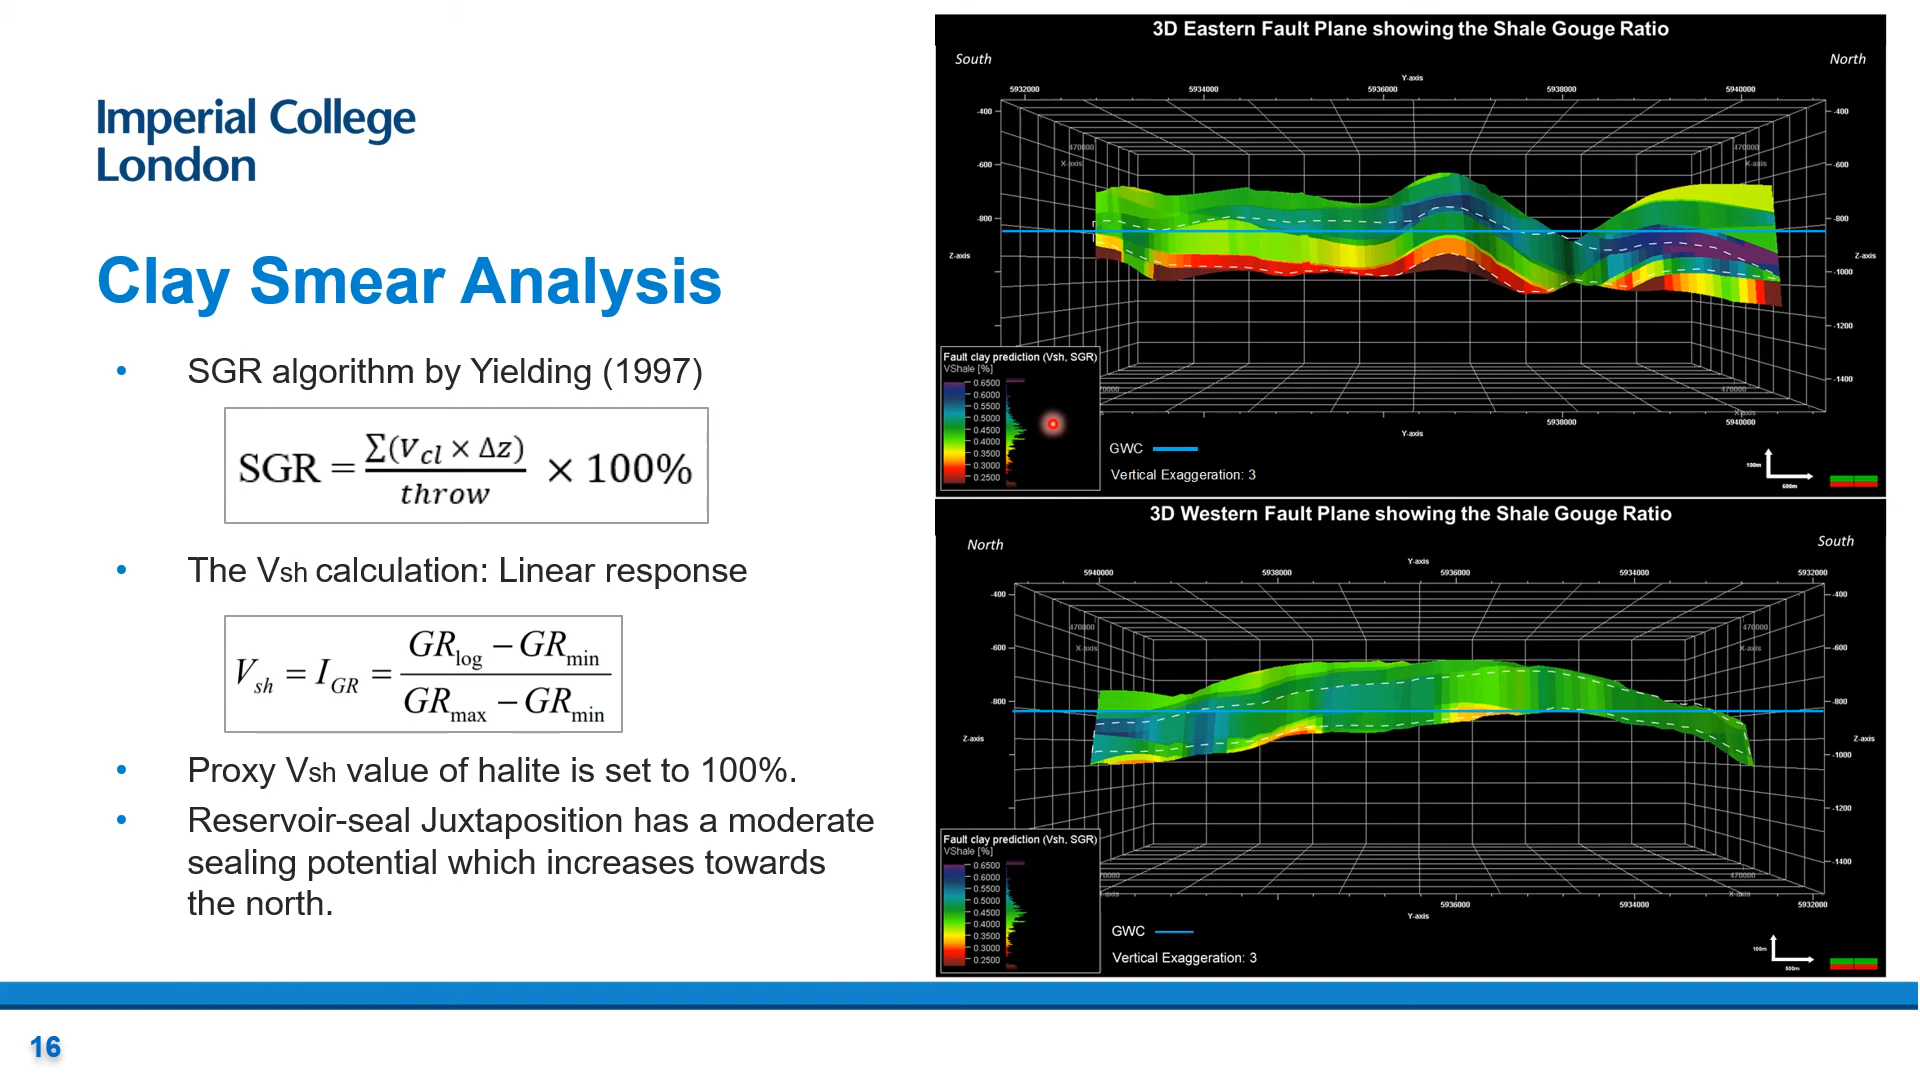 Imperial College
London
Clay Smear Analysis
• SGR algorithm by Yielding (1997)
SGR = ∑(V_cl × Δz) / throw × 100%
• The Vsh calculation: Linear response
V_sh = I_GR = (GR_log − GR_min) / (GR_max − GR_min)
• Proxy Vsh value of halite is set to 100%.
• Reservoir-seal Juxtaposition has a moderate
sealing potential which increases towards
the north.
16
3D Eastern Fault Plane showing the Shale Gouge Ratio
South
North
Y-axis
5932000 5934000 5936000 5938000 5940000
-400 -400
470000 470000
X-axis X-axis
-600 -600
-800 -800
Z-axis Z-axis
-1000
-1200
-1400
Fault clay prediction (Vsh, SGR)
VShale [%]
0.6500
0.6000
0.5500
0.5000
0.4500
0.4000
0.3500
0.3000
0.2500
470000
X-axis
5938000 5940000
Y-axis
GWC
Vertical Exaggeration: 3
100m
600m
3D Western Fault Plane showing the Shale Gouge Ratio
North
South
Y-axis
5940000 5938000 5936000 5934000 5932000
-400 -400
470000 470000
X-axis X-axis
-600 -600
-800 -800
Z-axis Z-axis
-1000
-1200
-1400
Fault clay prediction (Vsh, SGR)
VShale [%]
0.6500
0.6000
0.5500
0.5000
0.4500
0.4000
0.3500
0.3000
0.2500
470000
X-axis
5936000 5934000 5932000
Y-axis
GWC
Vertical Exaggeration: 3
100m
500m